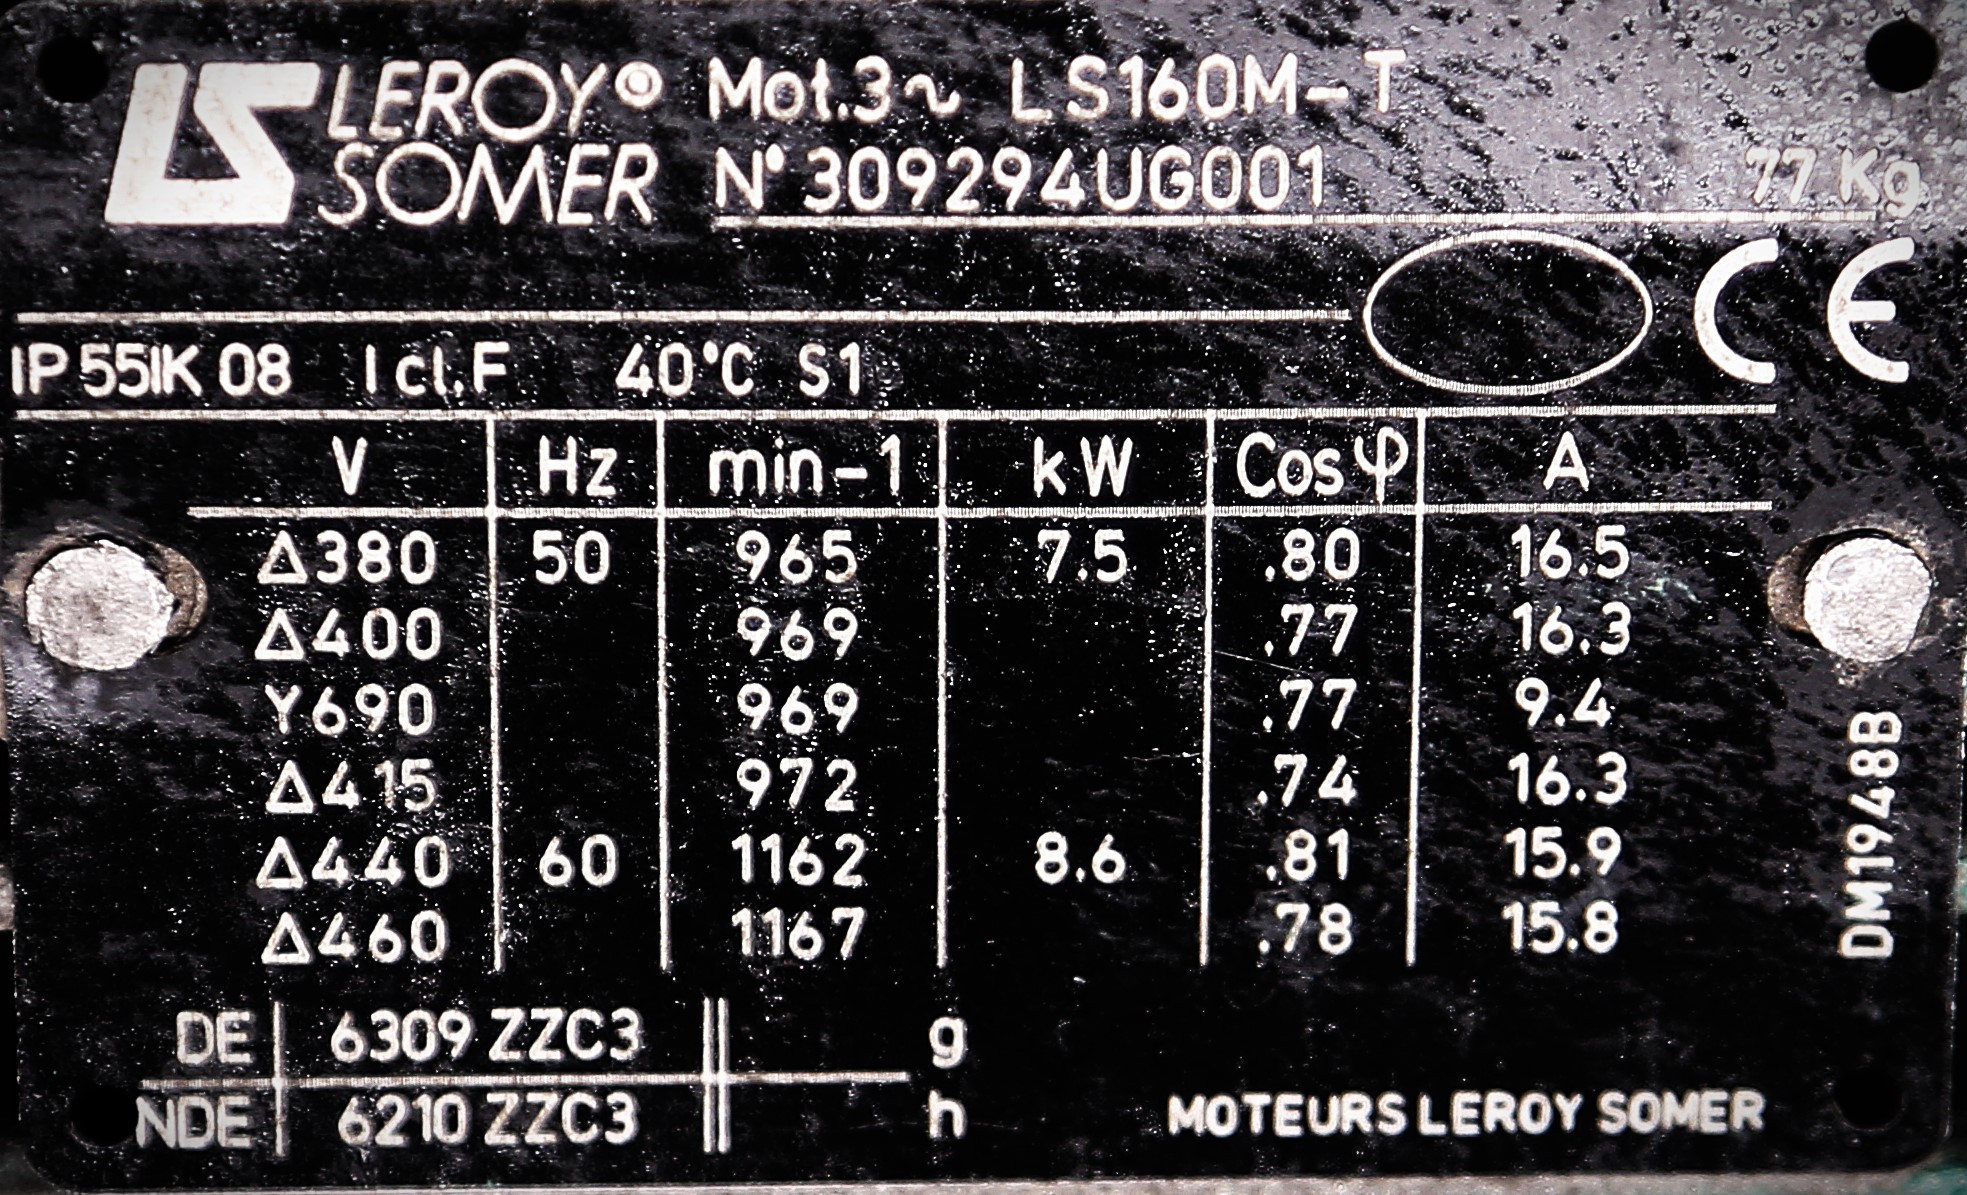 LEROY® Mot.3~ LS160M-T
SOMER N° 309294UG001 77 Kg
CE
IP 55 IK 08 I cl.F 40°C S1
V Hz min-1 kW Cos φ A
Δ380 50 965 7.5 .80 16.5
Δ400 969 .77 16.3
Y690 969 .77 9.4
Δ415 972 .74 16.3
Δ440 60 1162 8.6 .81 15.9
Δ460 1167 .78 15.8
DM1948B
DE 6309 ZZC3 g
NDE 6210 ZZC3 h
MOTEURS LEROY SOMER